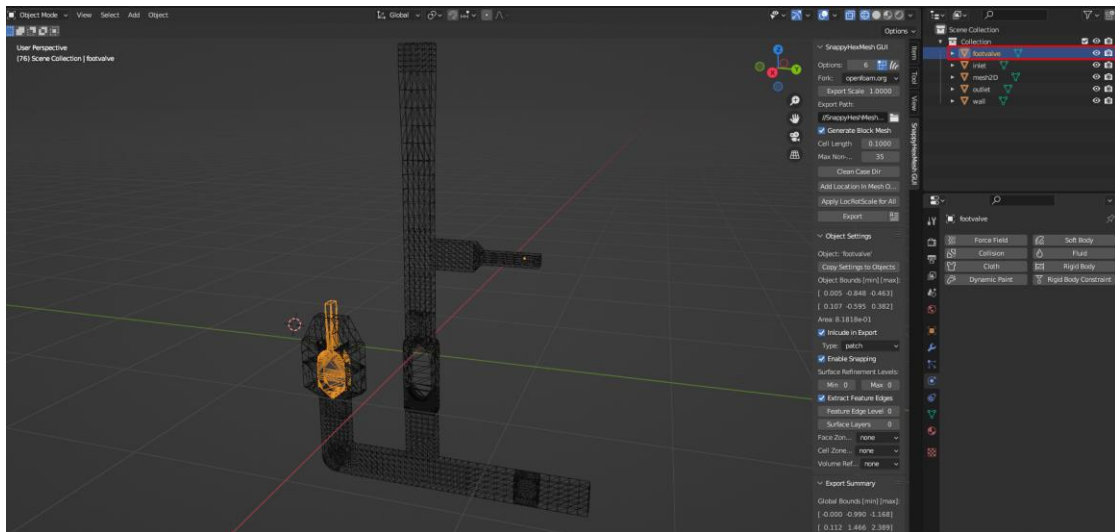 Object Mode View Select Add Object Global
Options
User Perspective
(76) Scene Collection | footvalve
Z
Y
X
SnappyHexMesh GUI
Options: 6
Fork: openfoam.org
Export Scale 1.0000
Export Path:
//SnappyHexMesh...
Generate Block Mesh
Cell Length 0.1000
Max Non-... 35
Clean Case Dir
Add Location In Mesh O...
Apply LocRotScale for All
Export
Object Settings
Object: 'footvalve'
Copy Settings to Objects
Object Bounds [min] [max]:
[ 0.005 -0.848 -0.463]
[ 0.107 -0.595 0.382]
Area: 8.1818e-01
Inlcude in Export
Type: patch
Enable Snapping
Surface Refinement Levels:
Min 0 Max 0
Extract Feature Edges
Feature Edge Level 0
Surface Layers 0
Face Zon... none
Cell Zone... none
Volume Ref... none
Export Summary
Global Bounds [min] [max]:
[ -0.000 -0.990 -1.168]
[ 0.112 1.466 2.389]
Item
Tool
View
SnappyHexMesh GUI
Scene Collection
Collection
footvalve
inlet
mesh2D
outlet
wall
footvalve
Force Field Soft Body
Collision Fluid
Cloth Rigid Body
Dynamic Paint Rigid Body Constraint